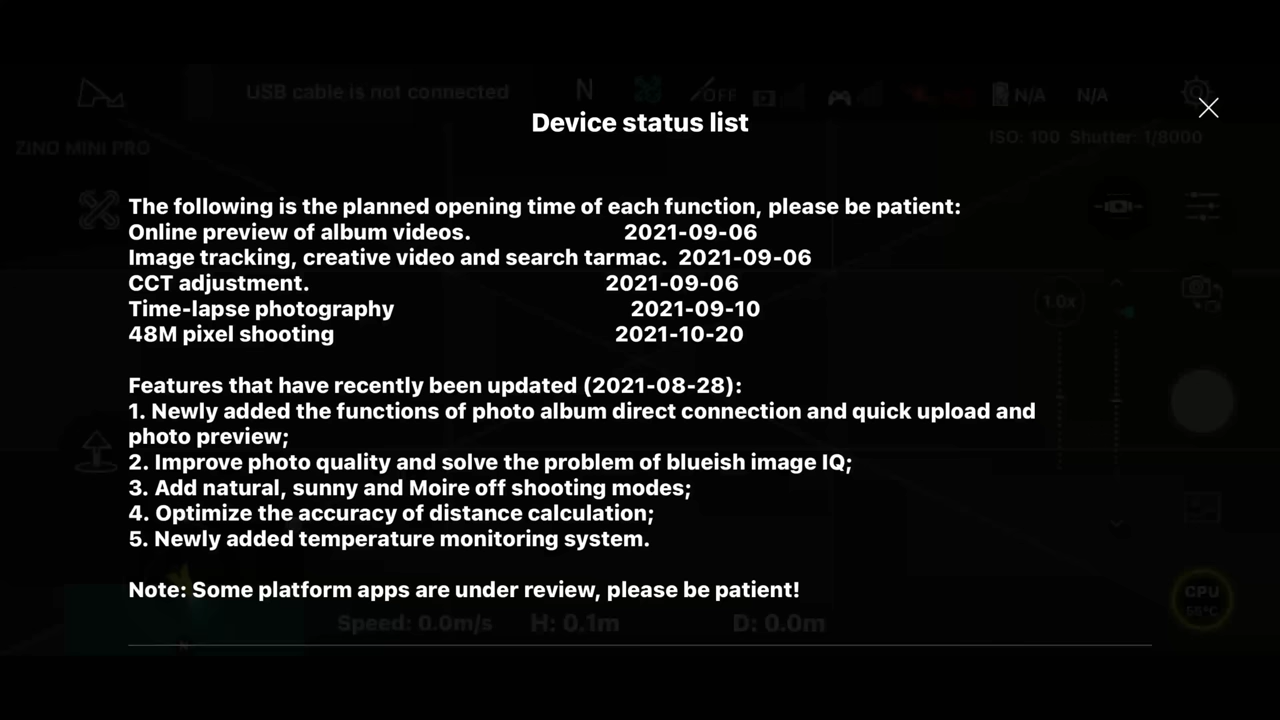 USB cable is not connected
N
OFF
N/A
N/A
Device status list
ISO: 100 Shutter: 1/8000
ZINO MINI PRO
The following is the planned opening time of each function, please be patient:
Online preview of album videos. 2021-09-06
Image tracking, creative video and search tarmac. 2021-09-06
CCT adjustment. 2021-09-06
1.0x
Time-lapse photography 2021-09-10
48M pixel shooting 2021-10-20
Features that have recently been updated (2021-08-28):
1. Newly added the functions of photo album direct connection and quick upload and
photo preview;
2. Improve photo quality and solve the problem of blueish image IQ;
3. Add natural, sunny and Moire off shooting modes;
4. Optimize the accuracy of distance calculation;
5. Newly added temperature monitoring system.
Note: Some platform apps are under review, please be patient!
CPU
Speed: 0.0m/s H: 0.1m D: 0.0m
N